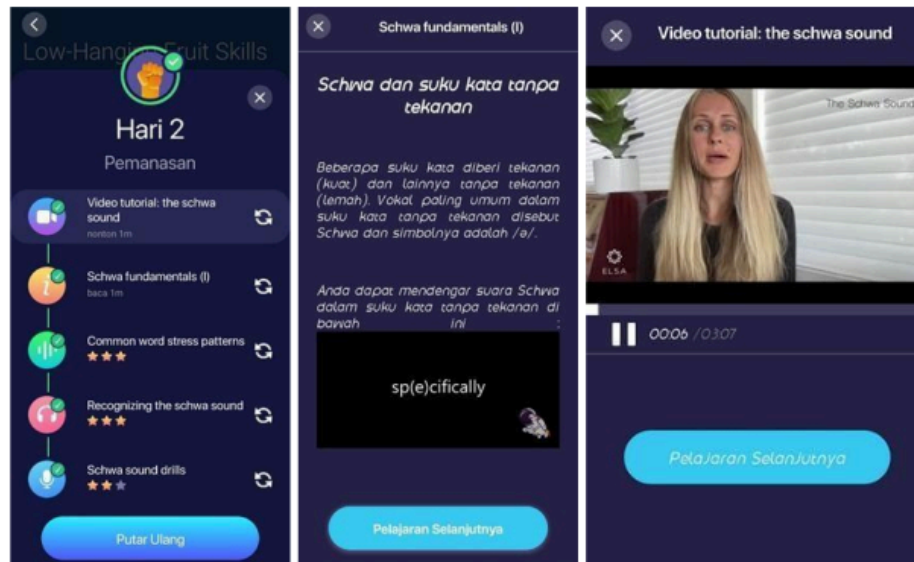 Low-Hanging Fruit Skills
Hari 2
Pemanasan
Video tutorial: the schwa
sound
nonton 1m
Schwa fundamentals (I)
baca 1m
Common word stress patterns
Recognizing the schwa sound
Schwa sound drills
Putar Ulang
Schwa fundamentals (I)
Schwa dan suku kata tanpa
tekanan
Beberapa suku kata diberi tekanan
(kuat) dan lainnya tanpa tekanan
(lemah). Vokal paling umum dalam
suku kata tanpa tekanan disebut
Schwa dan simbolnya adalah /ə/.
Anda dapat mendengar suara Schwa
dalam suku kata tanpa tekanan di
bawah ini :
sp(e)cifically
Pelajaran Selanjutnya
Video tutorial: the schwa sound
The Schwa Sound
ELSA
00:06 / 03:07
Pelajaran Selanjutnya